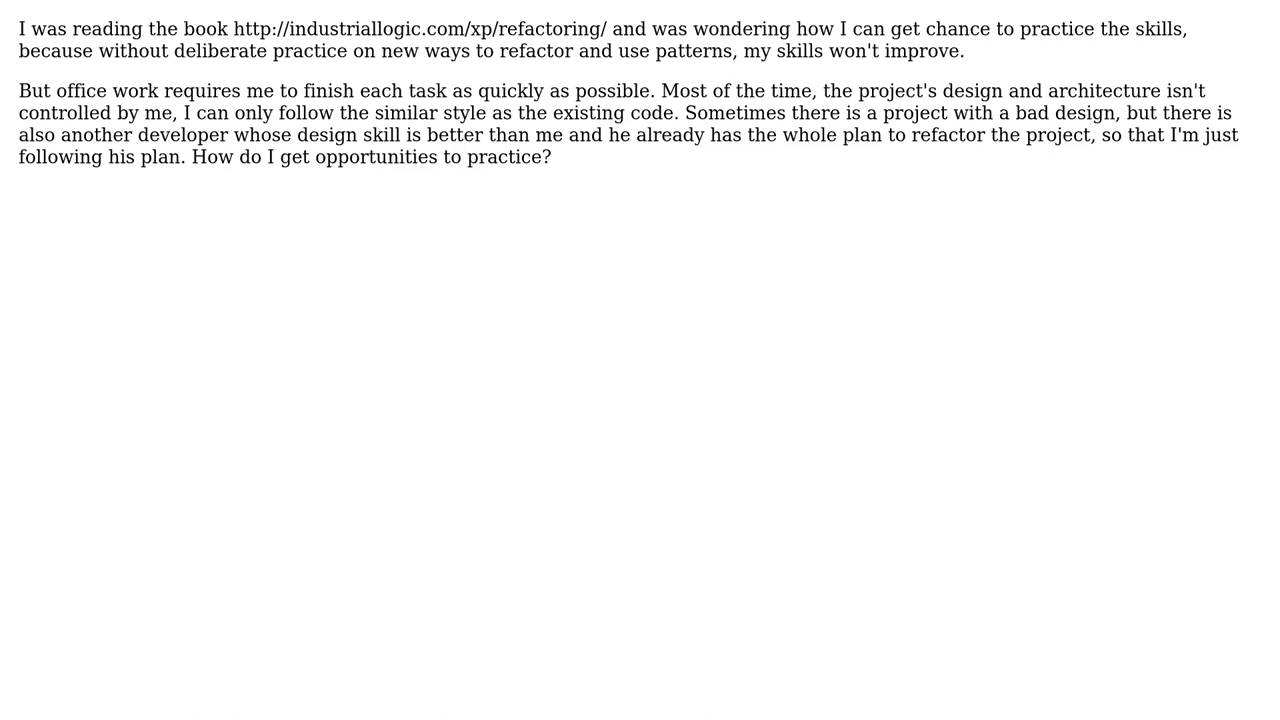 I was reading the book http://industriallogic.com/xp/refactoring/ and was wondering how I can get chance to practice the skills,
because without deliberate practice on new ways to refactor and use patterns, my skills won't improve.
But office work requires me to finish each task as quickly as possible. Most of the time, the project's design and architecture isn't
controlled by me, I can only follow the similar style as the existing code. Sometimes there is a project with a bad design, but there is
also another developer whose design skill is better than me and he already has the whole plan to refactor the project, so that I'm just
following his plan. How do I get opportunities to practice?